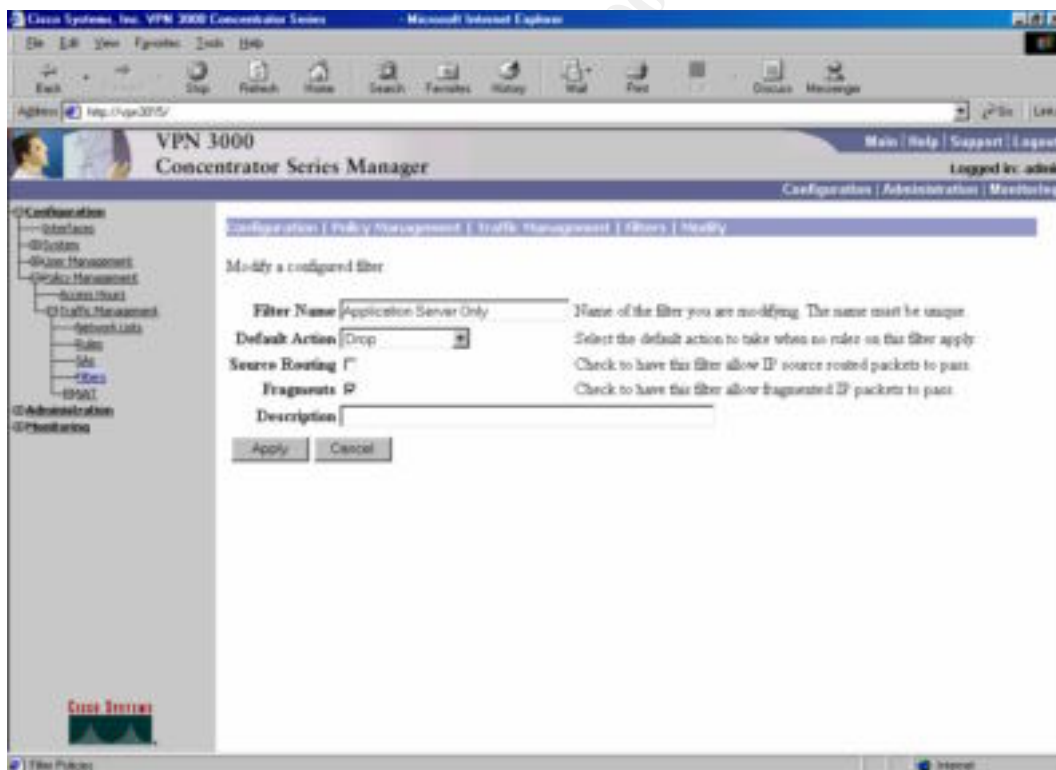 Cisco Systems, Inc. VPN 3000 Concentrator Series - Microsoft Internet Explorer
File Edit View Favorites Tools Help
Back Stop Refresh Home Search Favorites History Mail Print Discuss Messenger
Address http://vpn3015/ Go
VPN 3000
Concentrator Series Manager
Main | Help | Support | Logout
Logged in: admin
Configuration | Administration | Monitoring
Configuration
Interfaces
System
User Management
Policy Management
Access Hours
Traffic Management
Network Lists
Rules
SAs
Filters
Administration
Monitoring
Configuration | Policy Management | Traffic Management | Filters | Modify
Modify a configured filter
Filter Name Application Server Only Name of the filter you are modifying. The name must be unique.
Default Action Drop Select the default action to take when no rules on this filter apply.
Source Routing Check to have this filter allow IP source routed packets to pass.
Fragments Check to have this filter allow fragmented IP packets to pass.
Description
Apply Cancel
Cisco Systems
Filter Policies Internet